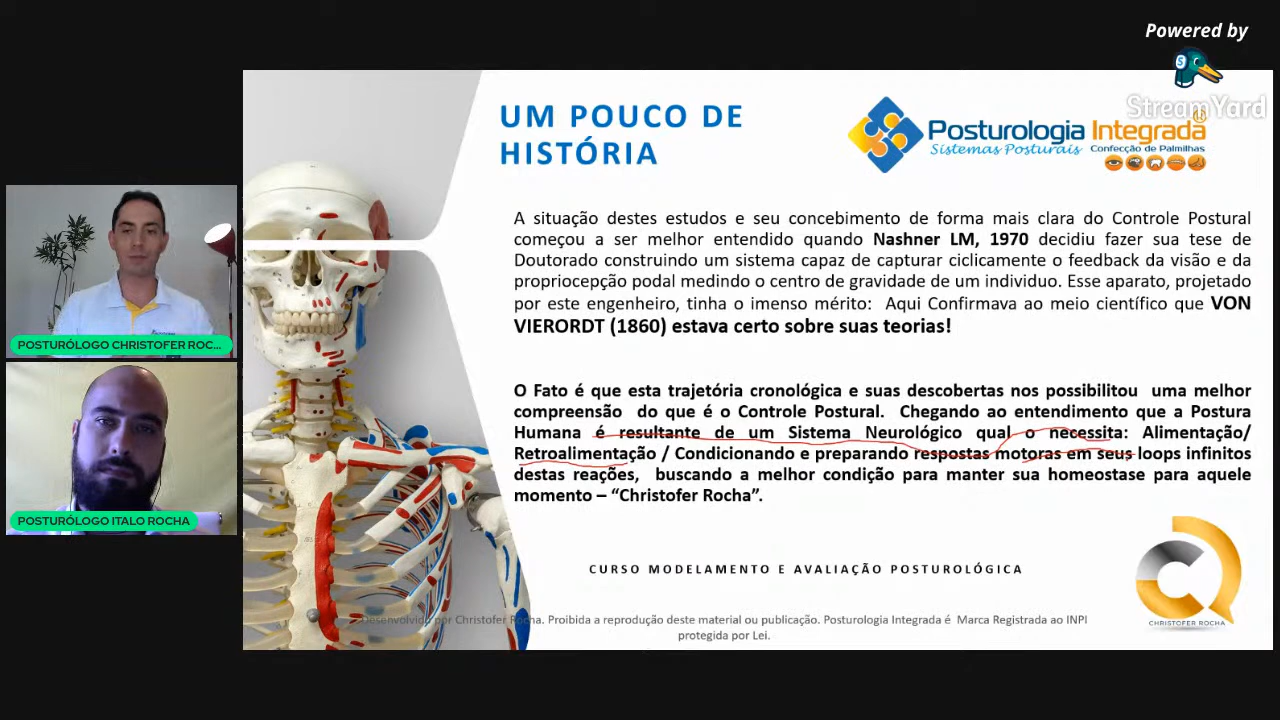 Powered by
StreamYard
UM POUCO DE
HISTÓRIA
Posturologia Integrada
Sistemas Posturais Confecção de Palmilhas
A situação destes estudos e seu concebimento de forma mais clara do Controle Postural
começou a ser melhor entendido quando Nashner LM, 1970 decidiu fazer sua tese de
Doutorado construindo um sistema capaz de capturar ciclicamente o feedback da visão e da
propriocepção podal medindo o centro de gravidade de um individuo. Esse aparato, projetado
por este engenheiro, tinha o imenso mérito: Aqui Confirmava ao meio científico que VON
VIERORDT (1860) estava certo sobre suas teorias!
O Fato é que esta trajetória cronológica e suas descobertas nos possibilitou uma melhor
compreensão do que é o Controle Postural. Chegando ao entendimento que a Postura
Humana é resultante de um Sistema Neurológico qual o necessita: Alimentação/
Retroalimentação / Condicionando e preparando respostas motoras em seus loops infinitos
destas reações, buscando a melhor condição para manter sua homeostase para aquele
momento – “Christofer Rocha”.
CURSO MODELAMENTO E AVALIAÇÃO POSTUROLÓGICA
Desenvolvido por Christofer Rocha. Proibida a reprodução deste material ou publicação. Posturologia Integrada é Marca Registrada ao INPI
protegida por Lei.
CHRISTOFER ROCHA
POSTURÓLOGO CHRISTOFER ROC...
POSTURÓLOGO ITALO ROCHA